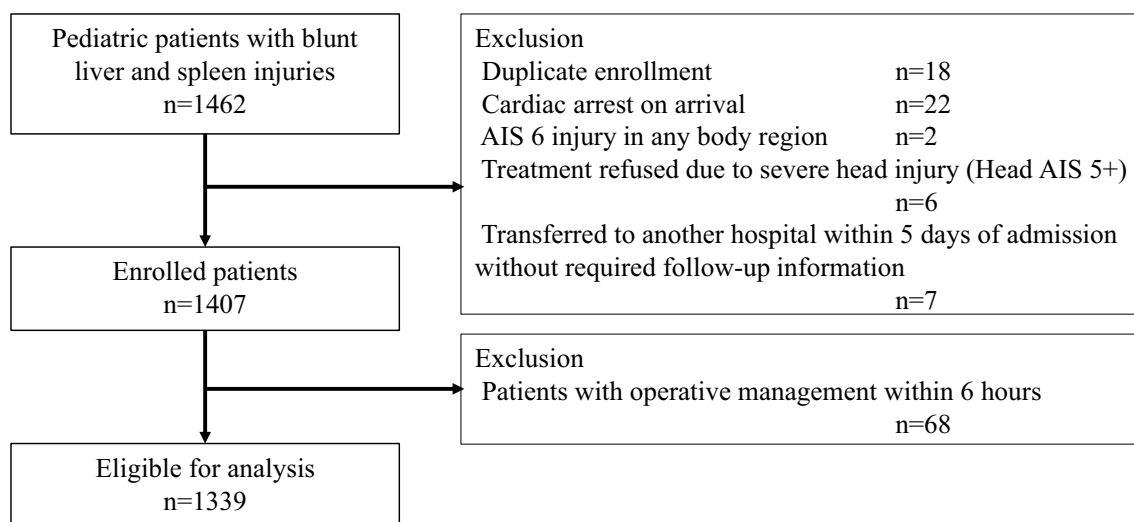 Pediatric patients with blunt
liver and spleen injuries
n=1462
Exclusion
Duplicate enrollment n=18
Cardiac arrest on arrival n=22
AIS 6 injury in any body region n=2
Treatment refused due to severe head injury (Head AIS 5+)
n=6
Transferred to another hospital within 5 days of admission
without required follow-up information
n=7
Enrolled patients
n=1407
Exclusion
Patients with operative management within 6 hours
n=68
Eligible for analysis
n=1339